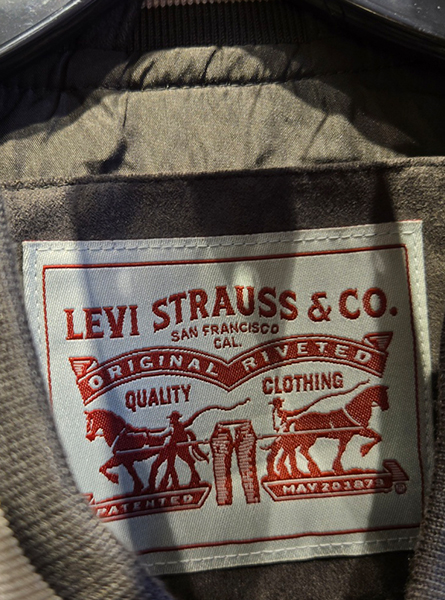 LEVI STRAUSS & CO.
SAN FRANCISCO
CAL.
ORIGINAL RIVETED
QUALITY CLOTHING
PATENTED MAY 20 1873
®